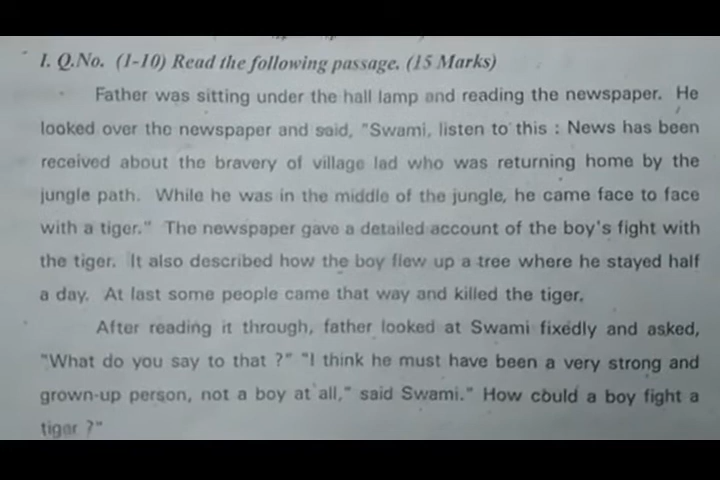 I. Q.No. (1-10) Read the following passage. (15 Marks)
Father was sitting under the hall lamp and reading the newspaper. He
looked over the newspaper and said, "Swami, listen to this : News has been
received about the bravery of village lad who was returning home by the
jungle path. While he was in the middle of the jungle, he came face to face
with a tiger." The newspaper gave a detailed account of the boy's fight with
the tiger. It also described how the boy flew up a tree where he stayed half
a day. At last some people came that way and killed the tiger.
After reading it through, father looked at Swami fixedly and asked,
"What do you say to that ?" "I think he must have been a very strong and
grown-up person, not a boy at all," said Swami." How could a boy fight a
tiger ?"